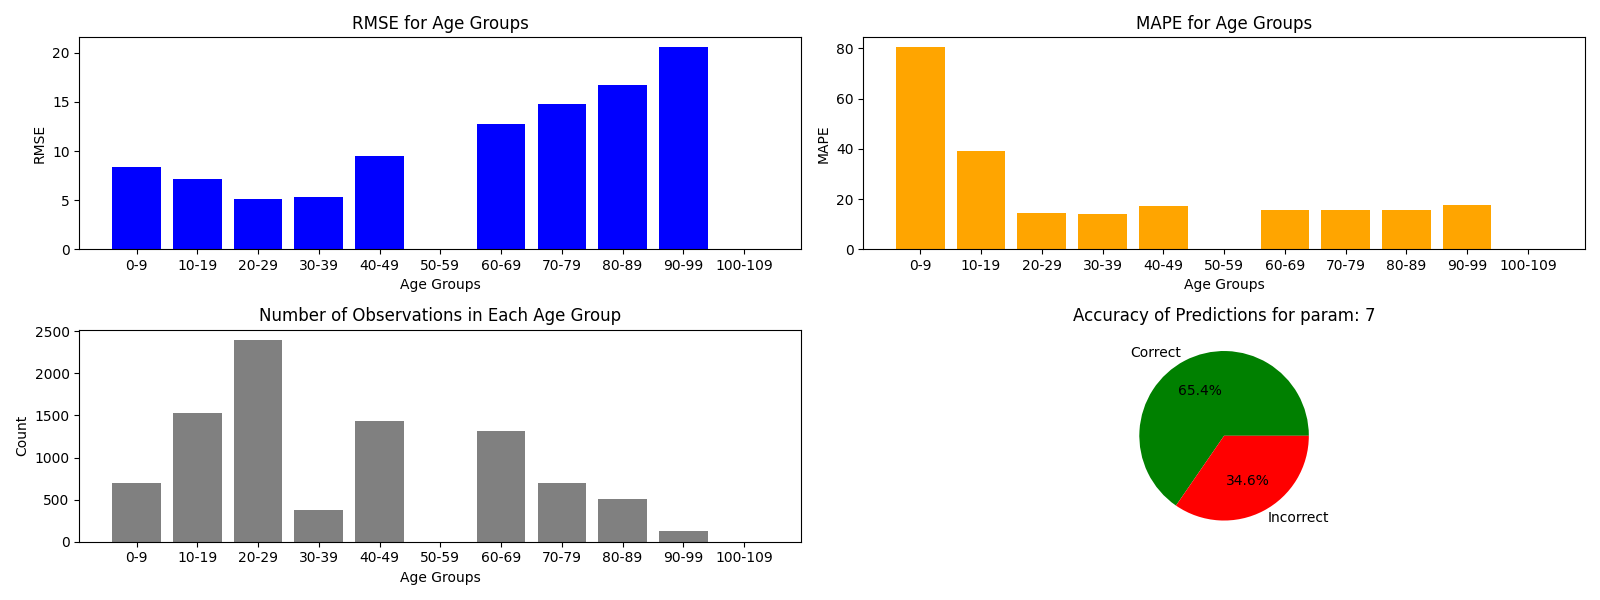 RMSE for Age Groups
20
15
10
5
0
RMSE
0-9 10-19 20-29 30-39 40-49 50-59 60-69 70-79 80-89 90-99 100-109
Age Groups
MAPE for Age Groups
80
60
40
20
0
MAPE
0-9 10-19 20-29 30-39 40-49 50-59 60-69 70-79 80-89 90-99 100-109
Age Groups
Number of Observations in Each Age Group
2500
2000
1500
1000
500
0
Count
0-9 10-19 20-29 30-39 40-49 50-59 60-69 70-79 80-89 90-99 100-109
Age Groups
Accuracy of Predictions for param: 7
Correct
65.4%
34.6%
Incorrect